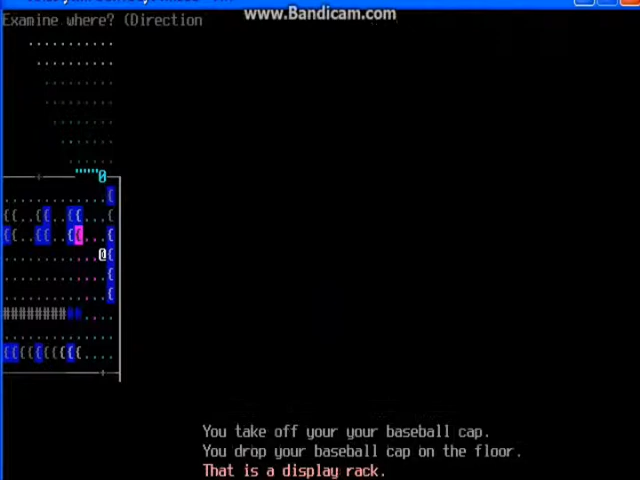 www.Bandicam.com
Examine where? (Direction
You take off your your baseball cap.
You drop your baseball cap on the floor.
That is a display rack.